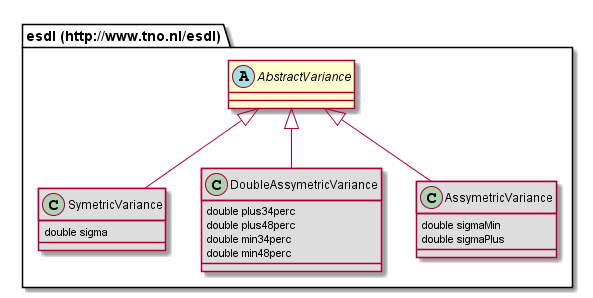 esdl (http://www.tno.nl/esdl)
A AbstractVariance
C SymetricVariance
double sigma
C DoubleAssymetricVariance
double plus34perc
double plus48perc
double min34perc
double min48perc
C AssymetricVariance
double sigmaMin
double sigmaPlus